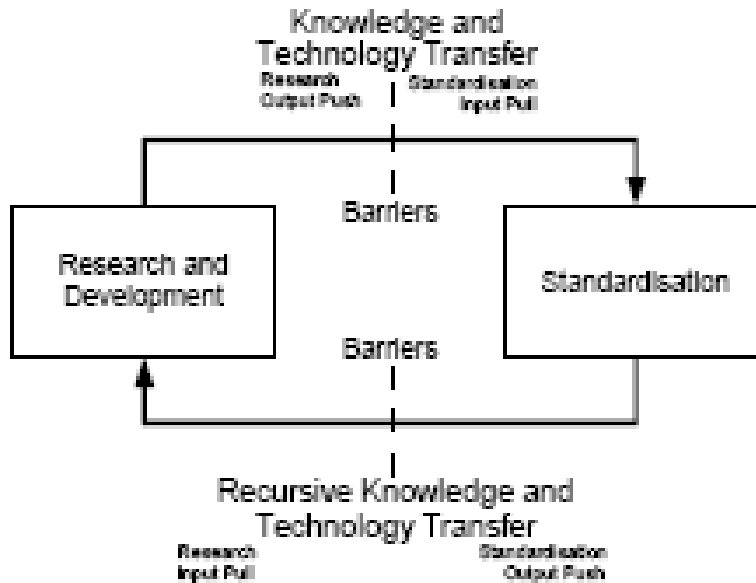 Knowledge and
Technology Transfer
Research
Output Push
Standardisation
Input Pull
Barriers
Research and
Development
Standardisation
Barriers
Recursive Knowledge and
Technology Transfer
Research
Input Pull
Standardisation
Output Push